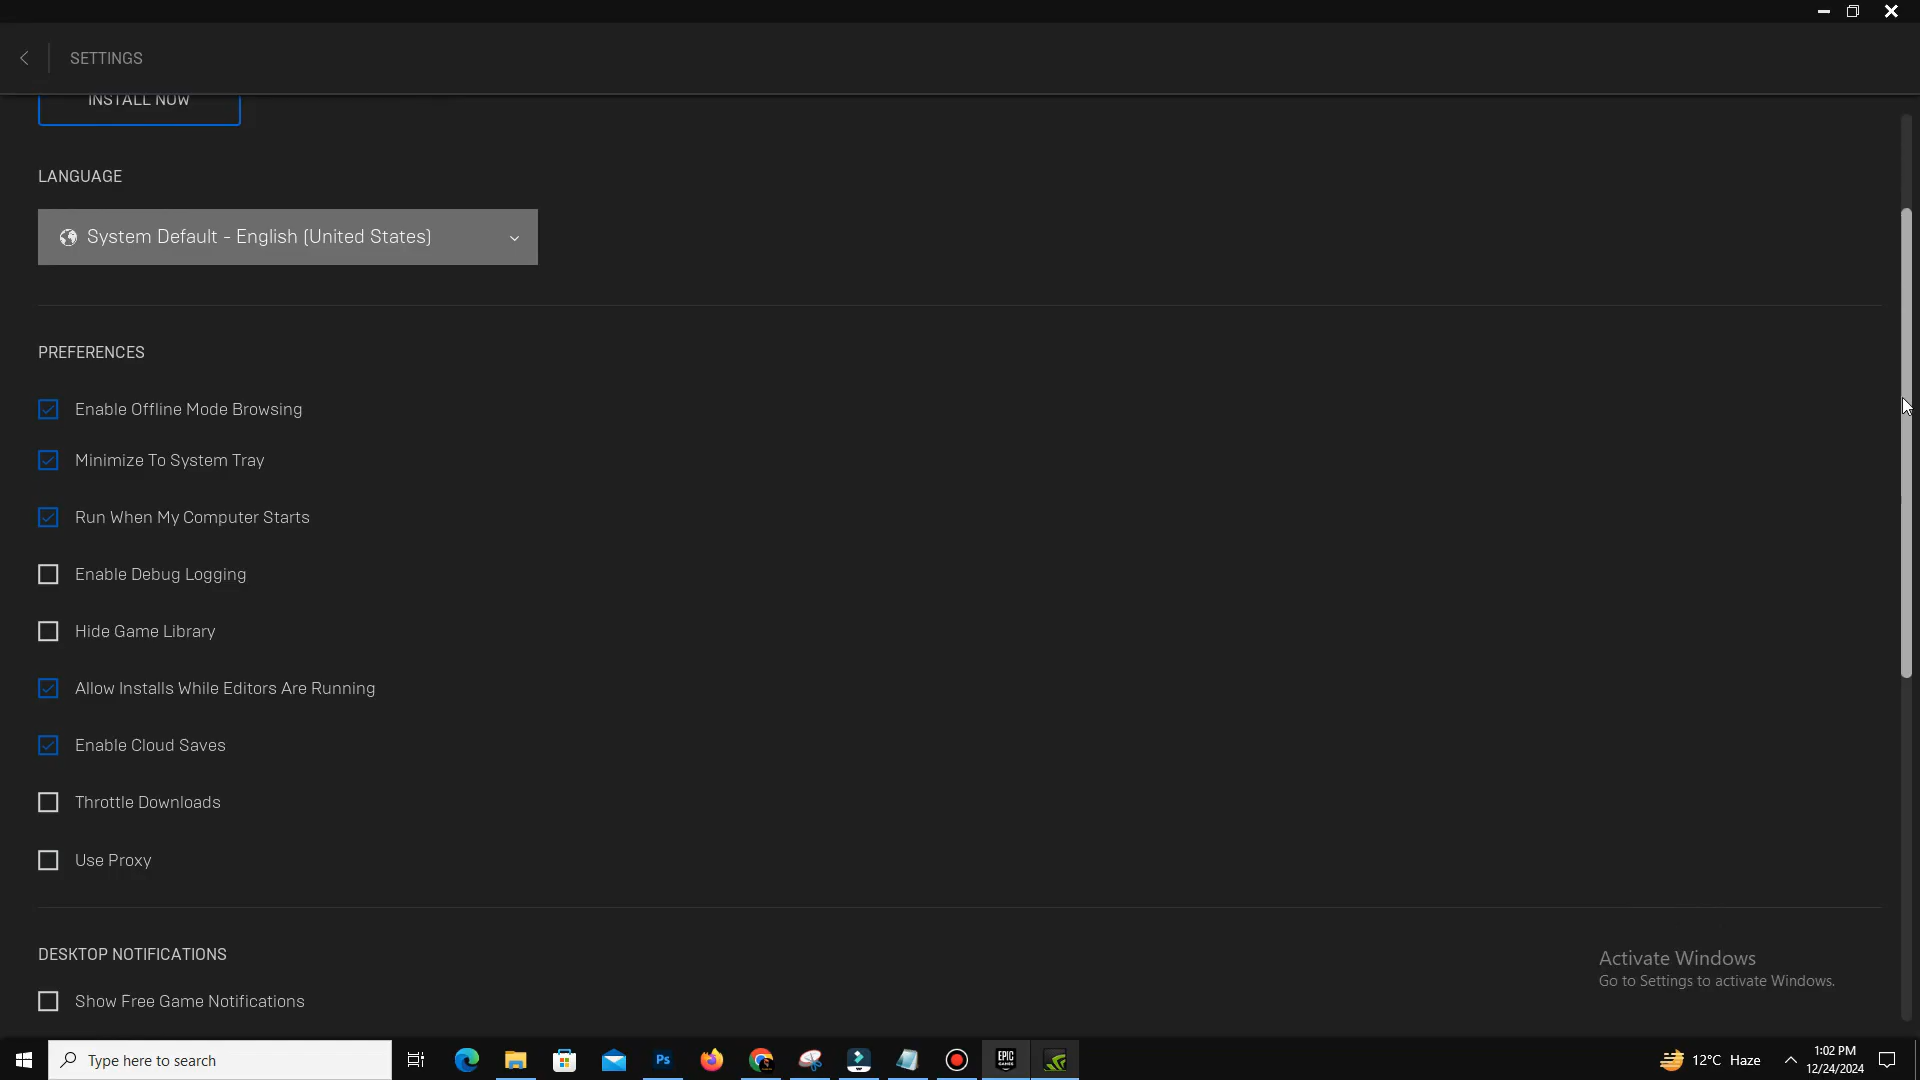 SETTINGS
INSTALL NOW
LANGUAGE
System Default - English (United States)
PREFERENCES
Enable Offline Mode Browsing
Minimize To System Tray
Run When My Computer Starts
Enable Debug Logging
Hide Game Library
Allow Installs While Editors Are Running
Enable Cloud Saves
Throttle Downloads
Use Proxy
DESKTOP NOTIFICATIONS
Show Free Game Notifications
Activate Windows
Go to Settings to activate Windows.
Type here to search
Ps
EPIC
GAMES
12°C Haze
1:02 PM
12/24/2024